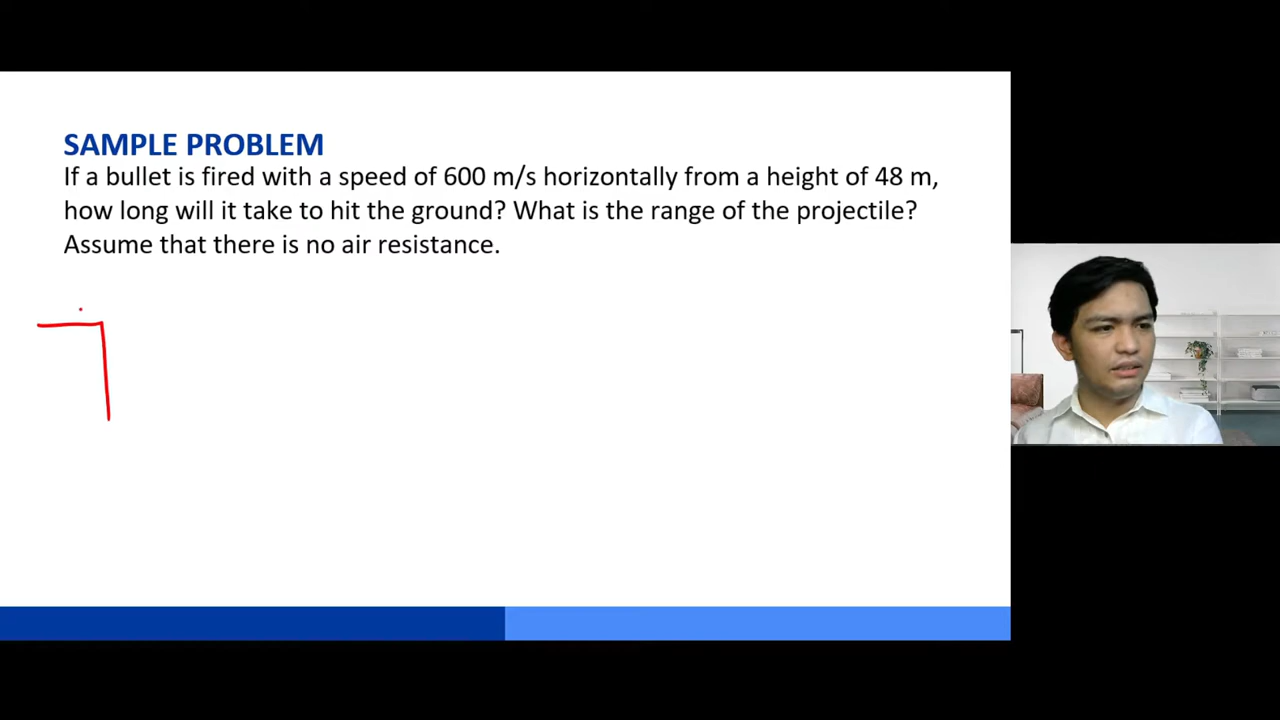 SAMPLE PROBLEM
If a bullet is fired with a speed of 600 m/s horizontally from a height of 48 m,
how long will it take to hit the ground? What is the range of the projectile?
Assume that there is no air resistance.